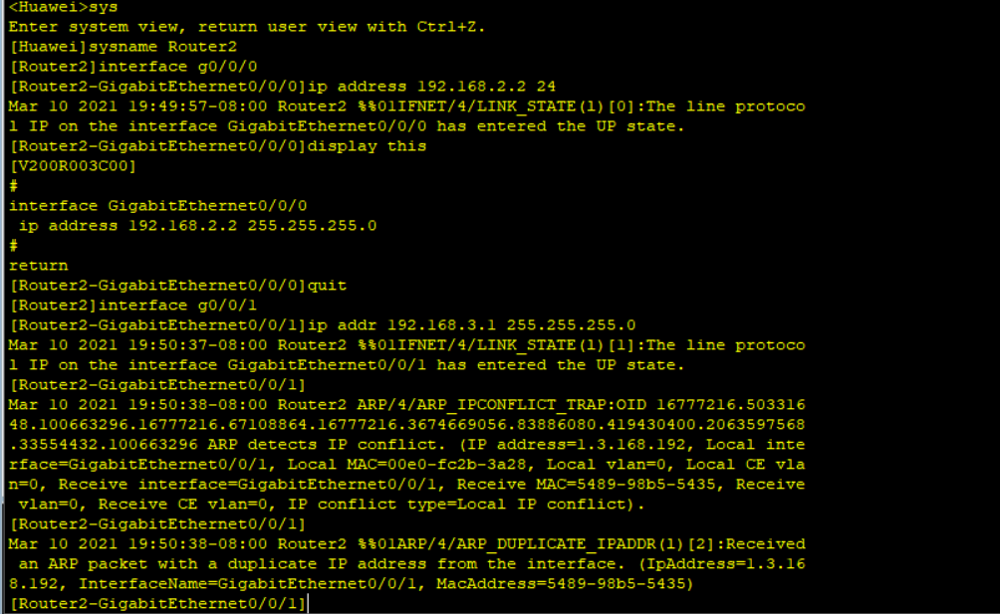 <Huawei>sys
Enter system view, return user view with Ctrl+Z.
[Huawei]sysname Router2
[Router2]interface g0/0/0
[Router2-GigabitEthernet0/0/0]ip address 192.168.2.2 24
Mar 10 2021 19:49:57-08:00 Router2 %%01IFNET/4/LINK_STATE(l)[0]:The line protoco
l IP on the interface GigabitEthernet0/0/0 has entered the UP state.
[Router2-GigabitEthernet0/0/0]display this
[V200R003C00]
#
interface GigabitEthernet0/0/0
 ip address 192.168.2.2 255.255.255.0
#
return
[Router2-GigabitEthernet0/0/0]quit
[Router2]interface g0/0/1
[Router2-GigabitEthernet0/0/1]ip addr 192.168.3.1 255.255.255.0
Mar 10 2021 19:50:37-08:00 Router2 %%01IFNET/4/LINK_STATE(l)[1]:The line protoco
l IP on the interface GigabitEthernet0/0/1 has entered the UP state.
[Router2-GigabitEthernet0/0/1]
Mar 10 2021 19:50:38-08:00 Router2 ARP/4/ARP_IPCONFLICT_TRAP:OID 16777216.503316
48.100663296.16777216.67108864.16777216.3674669056.83886080.419430400.2063597568
.33554432.100663296 ARP detects IP conflict. (IP address=1.3.168.192, Local inte
rface=GigabitEthernet0/0/1, Local MAC=00e0-fc2b-3a28, Local vlan=0, Local CE vla
n=0, Receive interface=GigabitEthernet0/0/1, Receive MAC=5489-98b5-5435, Receive
 vlan=0, Receive CE vlan=0, IP conflict type=Local IP conflict).
[Router2-GigabitEthernet0/0/1]
Mar 10 2021 19:50:38-08:00 Router2 %%01ARP/4/ARP_DUPLICATE_IPADDR(l)[2]:Received
 an ARP packet with a duplicate IP address from the interface. (IpAddress=1.3.16
8.192, InterfaceName=GigabitEthernet0/0/1, MacAddress=5489-98b5-5435)
[Router2-GigabitEthernet0/0/1]